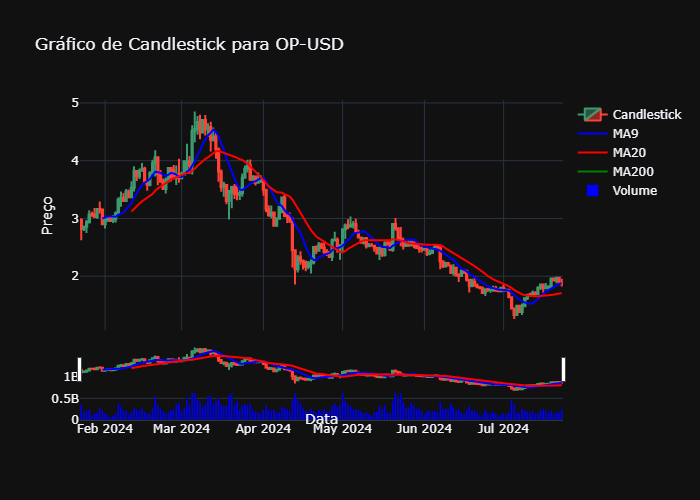 Gráfico de Candlestick para OP-USD
5
4
3
2
Preço
Candlestick
MA9
MA20
MA200
Volume
1B
0.5B
0
Data
Feb 2024
Mar 2024
Apr 2024
May 2024
Jun 2024
Jul 2024